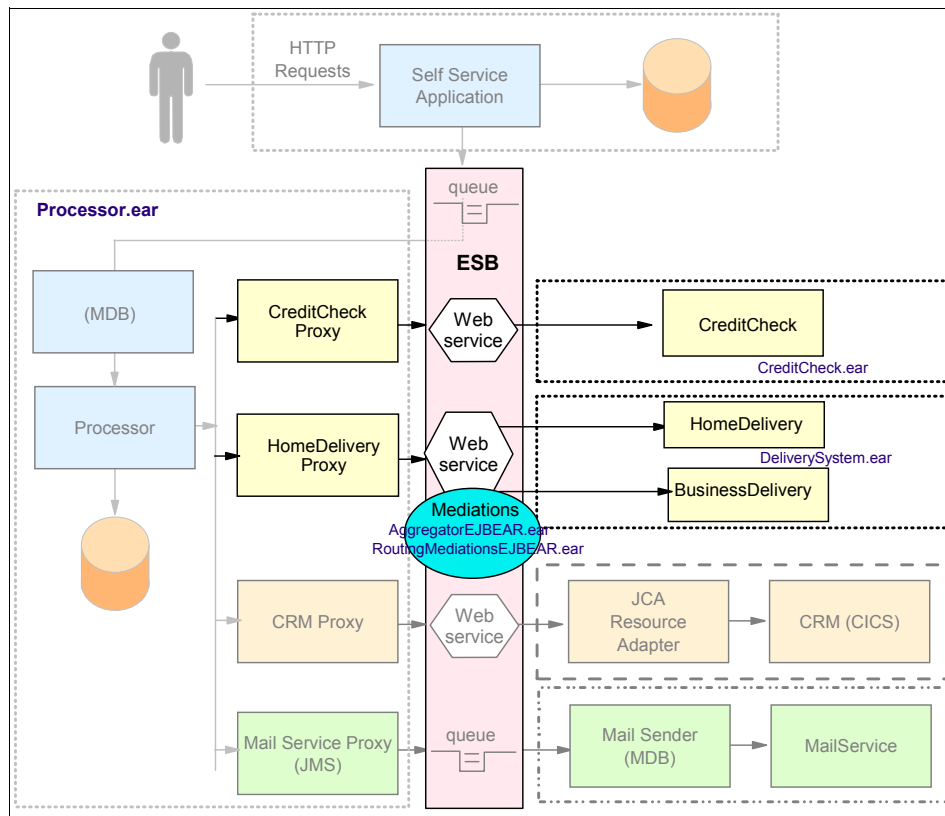 HTTP
Requests
Self Service
Application
queue
Processor.ear
ESB
(MDB)
CreditCheck
Proxy
Web
service
CreditCheck
CreditCheck.ear
Processor
HomeDelivery
Proxy
Web
service
HomeDelivery
DeliverySystem.ear
BusinessDelivery
Mediations
AggregatorEJBEAR.ear
RoutingMediationsEJBEAR.ear
CRM Proxy
Web
service
JCA
Resource
Adapter
CRM (CICS)
Mail Service Proxy
(JMS)
queue
Mail Sender
(MDB)
MailService